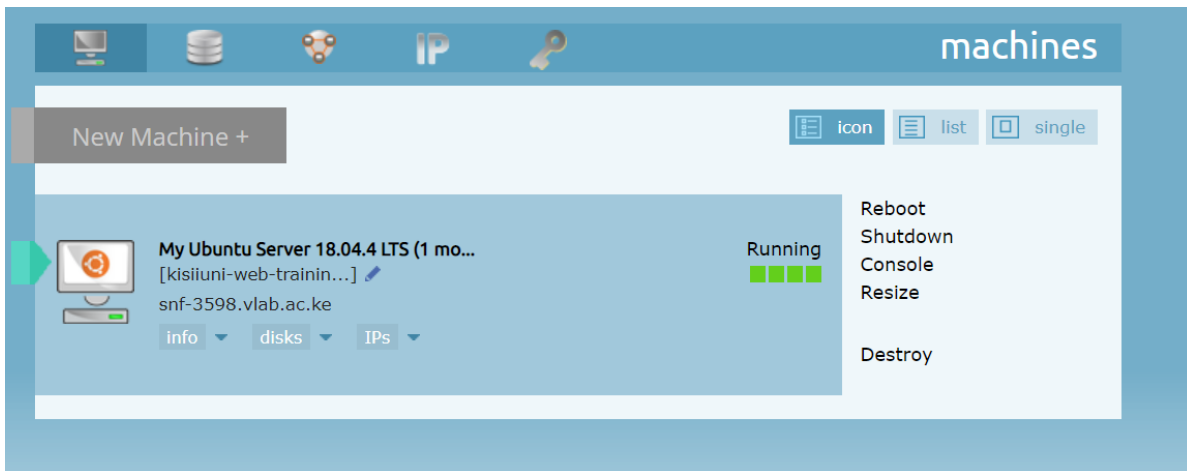 IP
machines
New Machine +
icon
list
single
My Ubuntu Server 18.04.4 LTS (1 mo...
[kisiiuni-web-trainin...]
snf-3598.vlab.ac.ke
info
disks
IPs
Running
Reboot
Shutdown
Console
Resize
Destroy